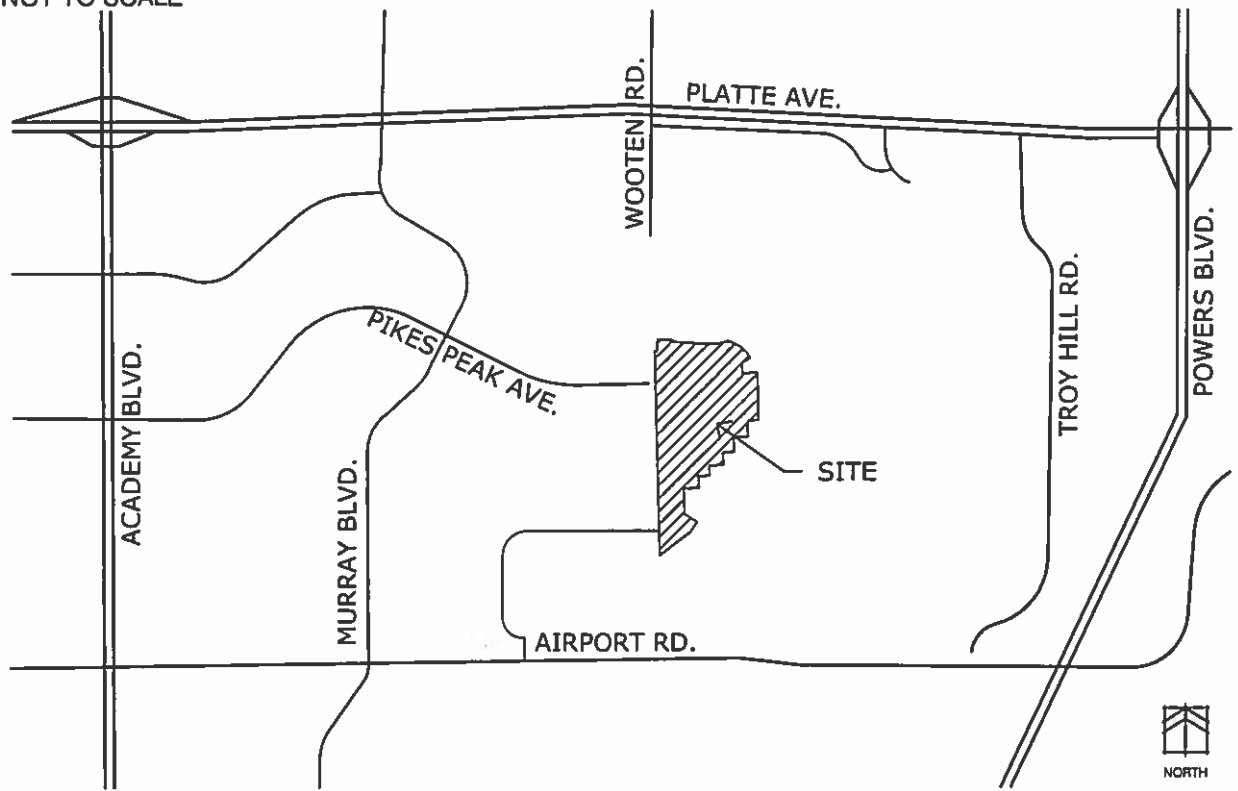 NOT TO SCALE
WOOTEN RD.
PLATTE AVE.
POWERS BLVD.
TROY HILL RD.
PIKES PEAK AVE.
ACADEMY BLVD.
SITE
MURRAY BLVD.
AIRPORT RD.
NORTH